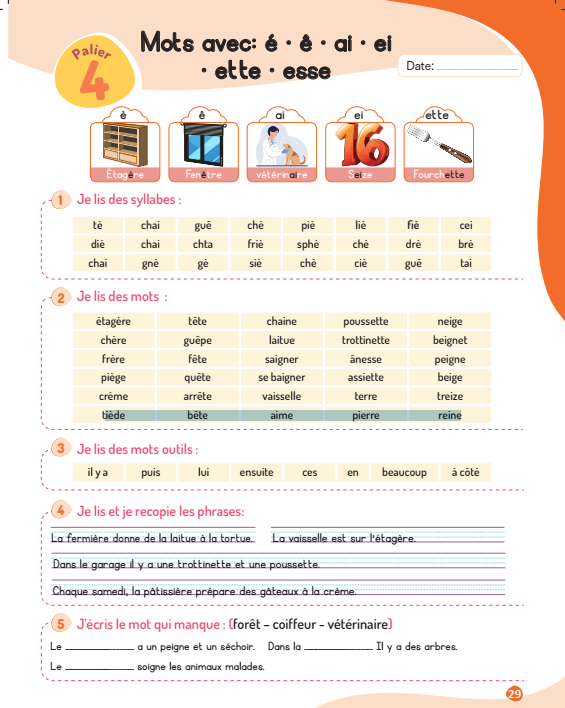 Palier
4
Mots avec: é · ê · ai · ei
· ette · esse
Date:
è ê ai ei ette
16
Étagère Fenêtre vétérinaire Seize Fourchette
1 Je lis des syllabes :
tè chai guê chè piè liè fiè cei
diè chai chta friè sphè chè drè brè
chai gnè gè siè chè ciè guê tai
2 Je lis des mots :
étagère tête chaine poussette neige
chère guêpe laitue trottinette beignet
frère fête saigner ânesse peigne
piège quête se baigner assiette beige
crème arrête vaisselle terre treize
tiède bête aime pierre reine
3 Je lis des mots outils :
il y a puis lui ensuite ces en beaucoup à côté
4 Je lis et je recopie les phrases:
La fermière donne de la laitue à la tortue. La vaisselle est sur l'étagère.
Dans le garage il y a une trottinette et une poussette.
Chaque samedi, la pâtissière prépare des gâteaux à la crème.
5 J'écris le mot qui manque : (forêt – coiffeur – vétérinaire)
Le ____________ a un peigne et un séchoir. Dans la ____________. Il y a des arbres.
Le ____________ soigne les animaux malades.
29